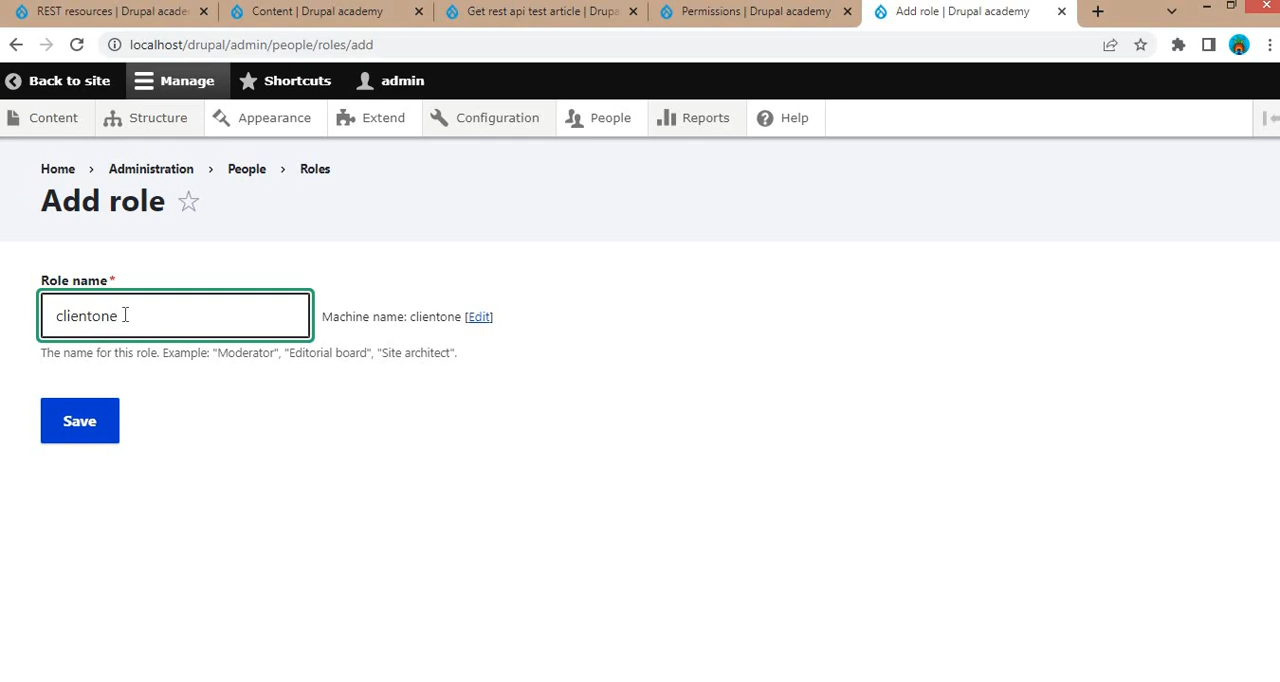 REST resources | Drupal acade
Content | Drupal academy
Get rest api test article | Drupa
Permissions | Drupal academy
Add role | Drupal academy
localhost/drupal/admin/people/roles/add
Back to site
Manage
Shortcuts
admin
Content
Structure
Appearance
Extend
Configuration
People
Reports
Help
Home › Administration › People › Roles
Add role
Role name*
clientone
Machine name: clientone [Edit]
The name for this role. Example: "Moderator", "Editorial board", "Site architect".
Save